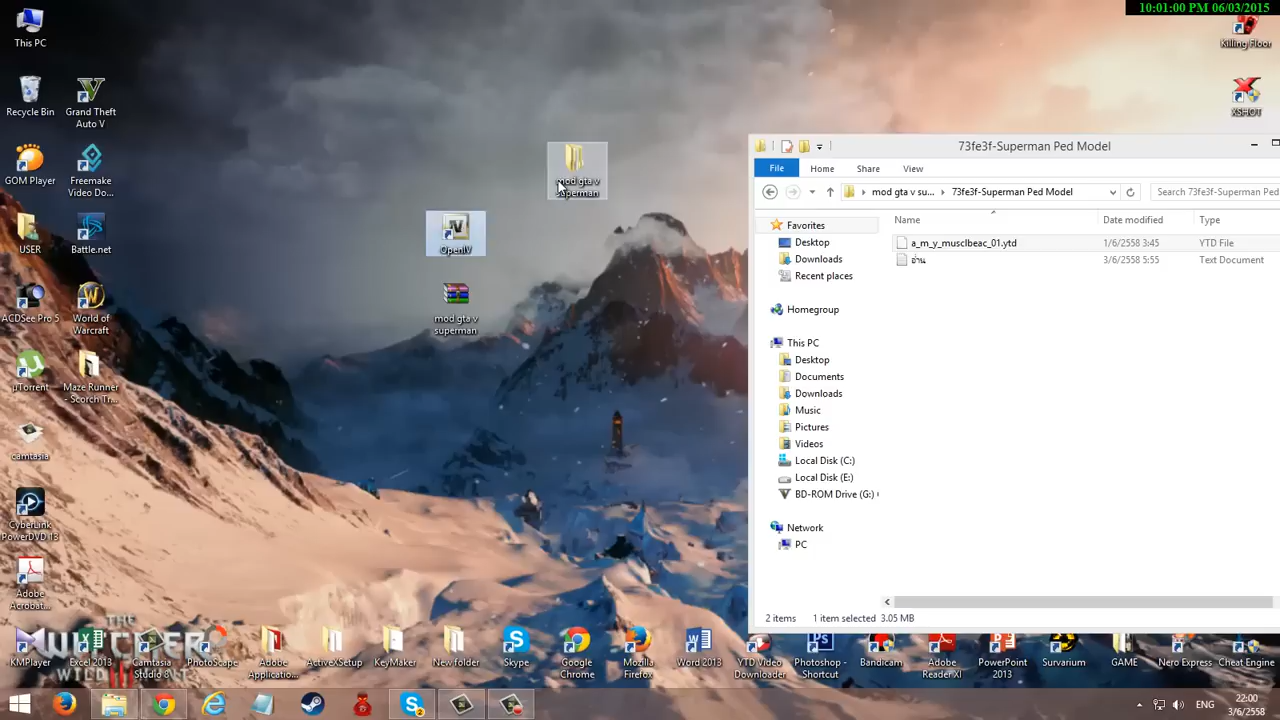 10:01:00 PM 06/03/2015
This PC
Killing Floor
Recycle Bin
Grand Theft
Auto V
XSHOT
GOM Player
Freemake
Video Do...
mod gta v
superman
USER
Battle.net
OpenIV
ACDSee Pro 5
World of
Warcraft
mod gta v
superman
µTorrent
Maze Runner
- Scorch Tr...
camtasia
CyberLink
PowerDVD 13
Adobe
Acrobat...
73fe3f-Superman Ped Model
File
Home
Share
View
mod gta v su...
73fe3f-Superman Ped Model
Search 73fe3f-Superman Ped
Name
Date modified
Type
a_m_y_musclbeac_01.ytd
1/6/2558 3:45
YTD File
อ่าน
3/6/2558 5:55
Text Document
Favorites
Desktop
Downloads
Recent places
Homegroup
This PC
Desktop
Documents
Downloads
Music
Pictures
Videos
Local Disk (C:)
Local Disk (E:)
BD-ROM Drive (G:)
Network
PC
2 items
1 item selected 3.05 MB
THE
WITCHER
WILD HUNT
KMPlayer
Excel 2013
Camtasia
Studio 8
PhotoScape
Adobe
Applicatio...
ActiveXSetup
KeyMaker
New folder
Skype
Google
Chrome
Mozilla
Firefox
Word 2013
YTD Video
Downloader
Photoshop -
Shortcut
Bandicam
Adobe
Reader XI
PowerPoint
2013
Survarium
GAME
Nero Express
Cheat Engine
ENG
22:00
3/6/2558